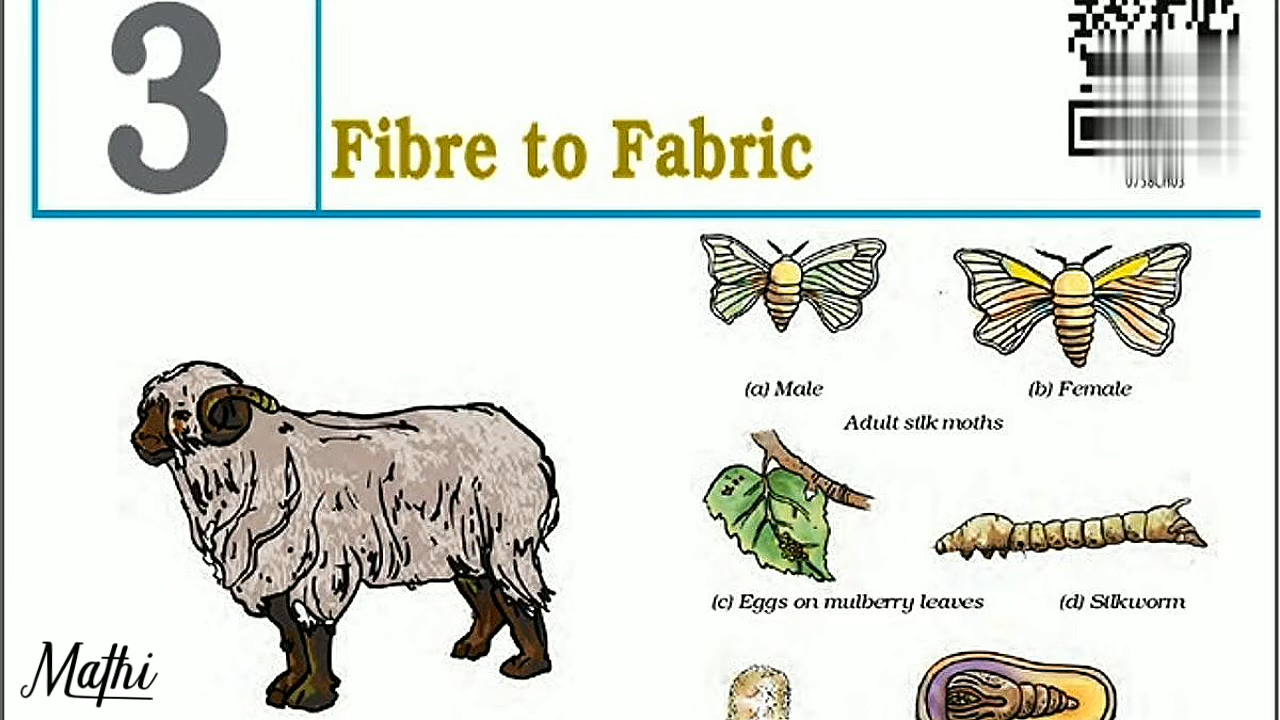 3
Fibre to Fabric
(a) Male
(b) Female
Adult silk moths
(c) Eggs on mulberry leaves
(d) Silkworm
Mathi